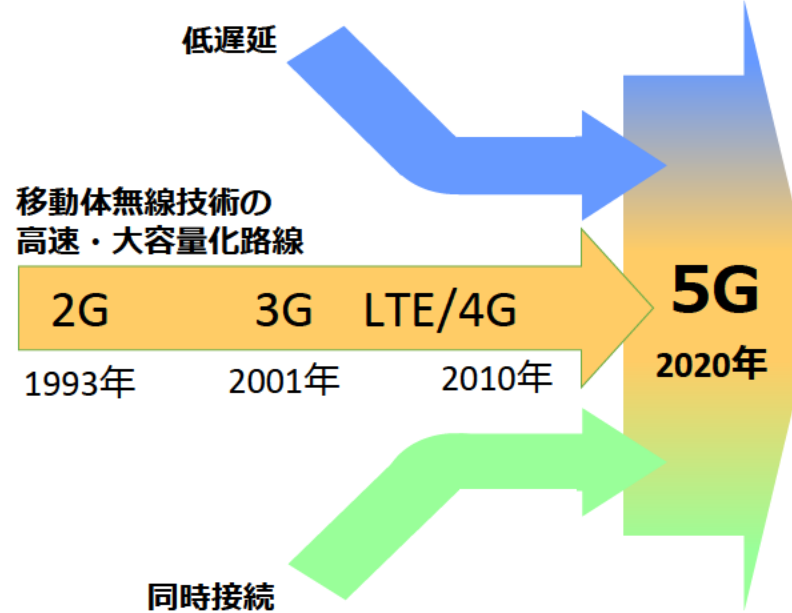 低遅延
移動体無線技術の
高速・大容量化路線
2G 3G LTE/4G
1993年 2001年 2010年
5G
2020年
同時接続